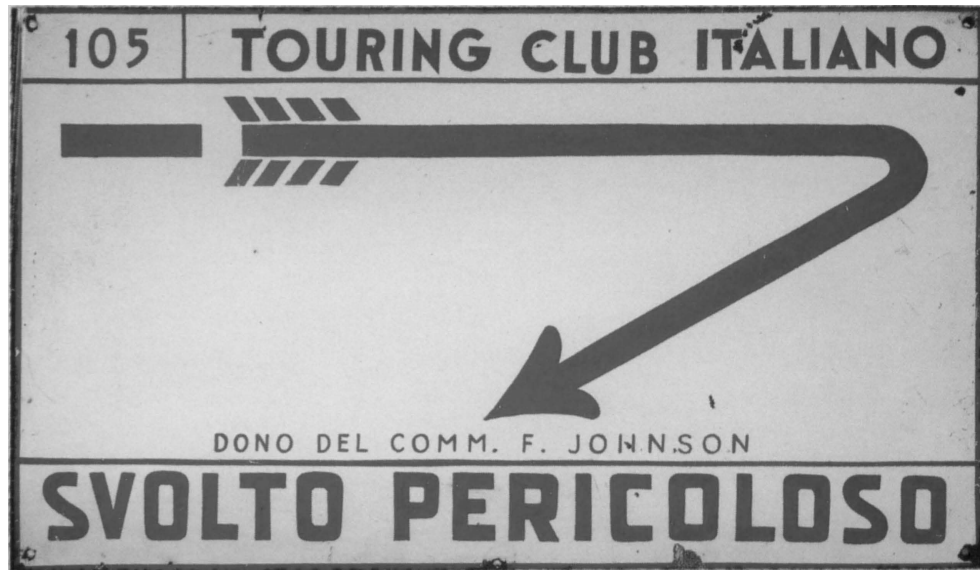 105 TOURING CLUB ITALIANO
DONO DEL COMM. F. JOHNSON
SVOLTO PERICOLOSO